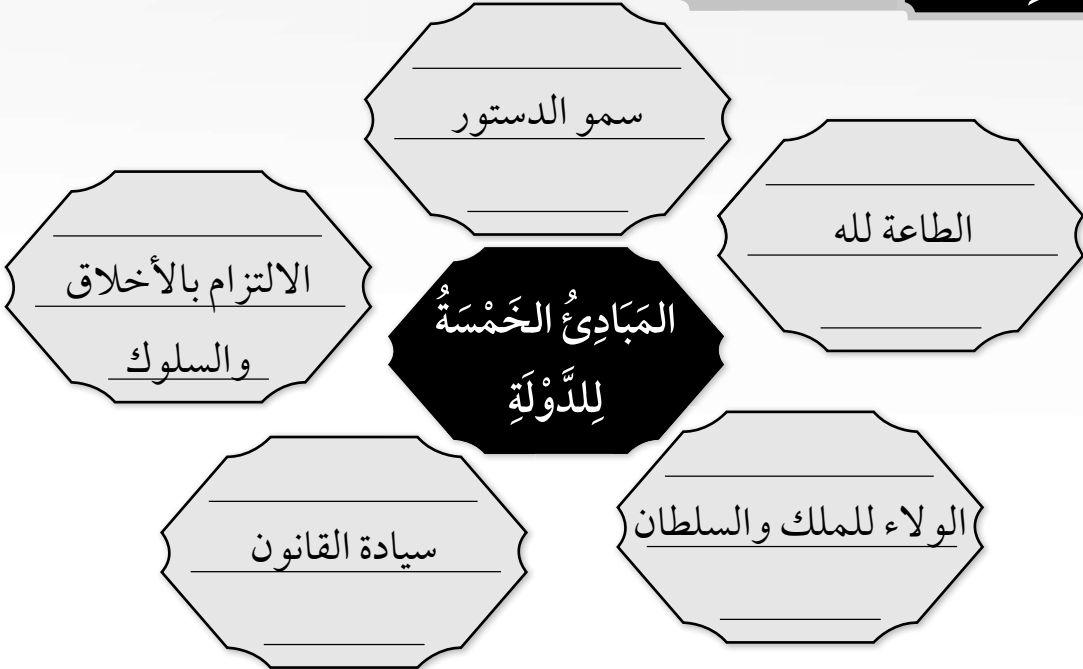 سمو الدستور
الطاعة لله
الالتزام بالأخلاق
والسلوك
المَبَادِئُ الخَمْسَةُ
لِلدَّوْلَةِ
الولاء للملك والسلطان
سيادة القانون